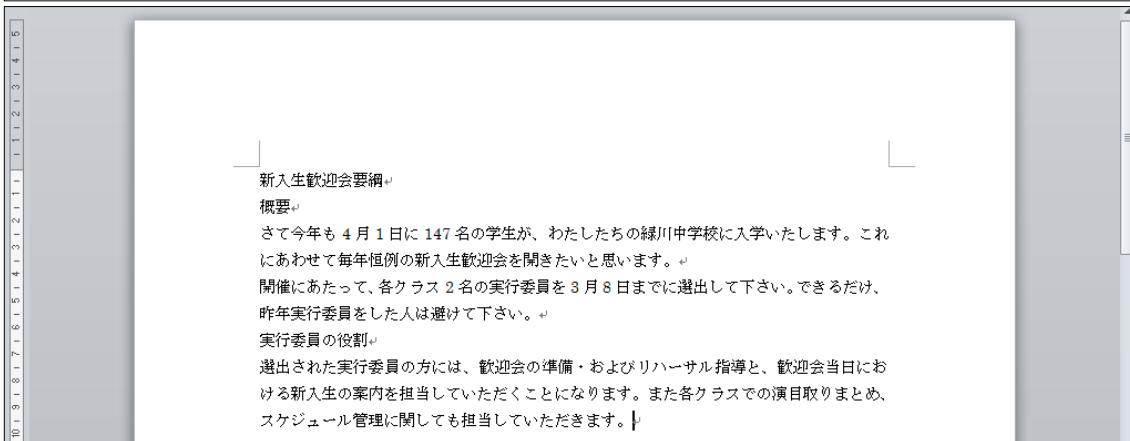 新入生歓迎会要綱
概要
さて今年も 4 月 1 日に 147 名の学生が、わたしたちの緑川中学校に入学いたします。これ
にあわせて毎年恒例の新入生歓迎会を開きたいと思います。
開催にあたって、各クラス 2 名の実行委員を 3 月 8 日までに選出して下さい。できるだけ、
昨年実行委員をした人は避けて下さい。
実行委員の役割
選出された実行委員の方には、歓迎会の準備・およびリハーサル指導と、歓迎会当日にお
ける新入生の案内を担当していただくことになります。また各クラスでの演目取りまとめ、
スケジュール管理に関しても担当していただきます。